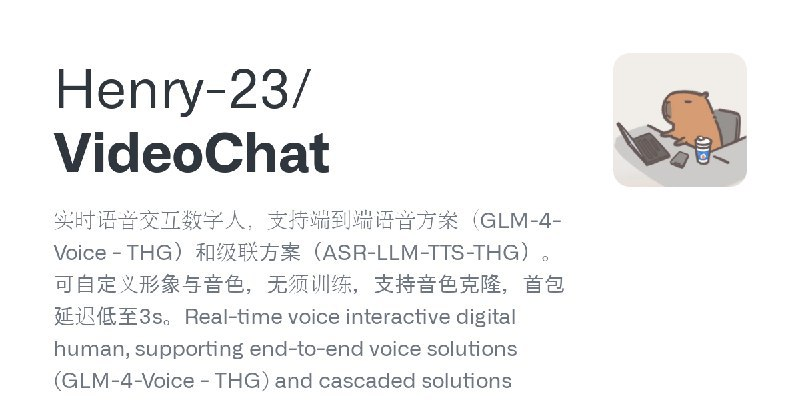 Henry-23/
VideoChat
实时语音交互数字人，支持端到端语音方案（GLM-4-
Voice - THG）和级联方案（ASR-LLM-TTS-THG）。
可自定义形象与音色，无须训练，支持音色克隆，首包
延迟低至3s。Real-time voice interactive digital
human, supporting end-to-end voice solutions
(GLM-4-Voice - THG) and cascaded solutions